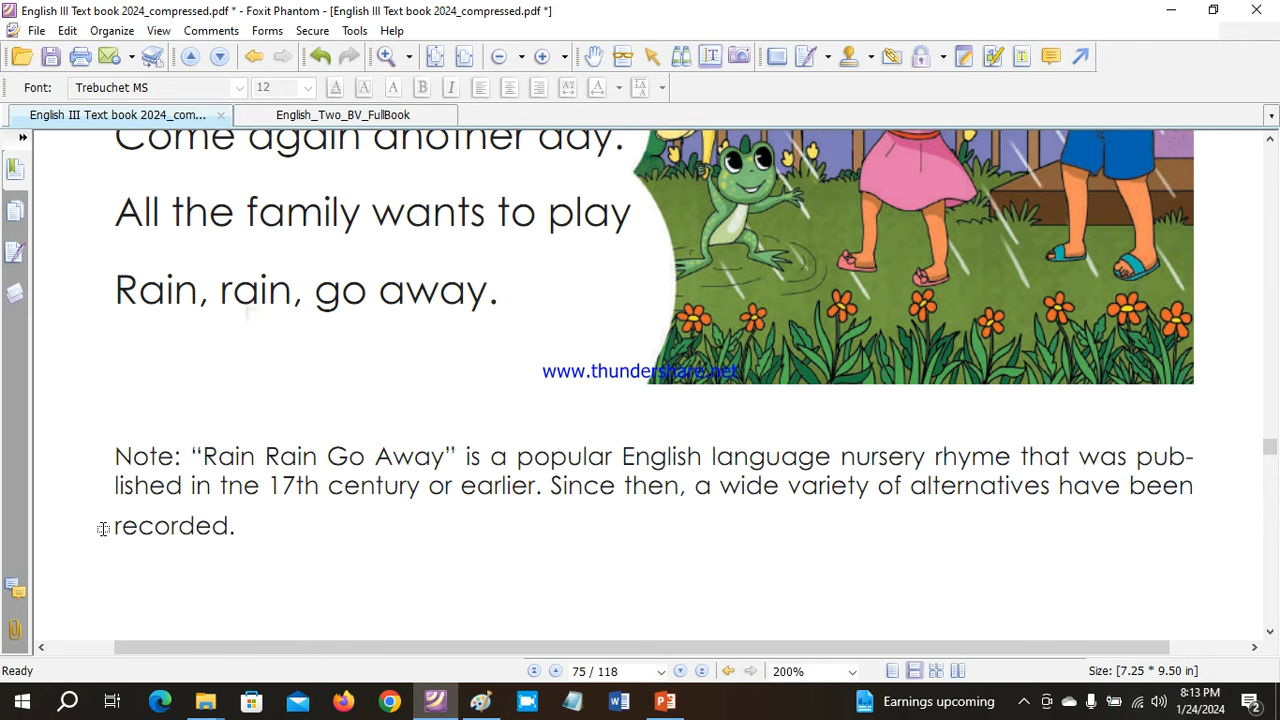 English III Text book 2024_compressed.pdf * - Foxit Phantom - [English III Text book 2024_compressed.pdf *]
File Edit Organize View Comments Forms Secure Tools Help
Font: Trebuchet MS 12
English III Text book 2024_com... × English_Two_BV_FullBook
Come again another day.
All the family wants to play
Rain, rain, go away.
www.thundershare.net
Note: “Rain Rain Go Away” is a popular English language nursery rhyme that was pub-
lished in the 17th century or earlier. Since then, a wide variety of alternatives have been
recorded.
Ready 75 / 118 200% Size: [7.25 * 9.50 in]
Earnings upcoming 8:13 PM
1/24/2024 2